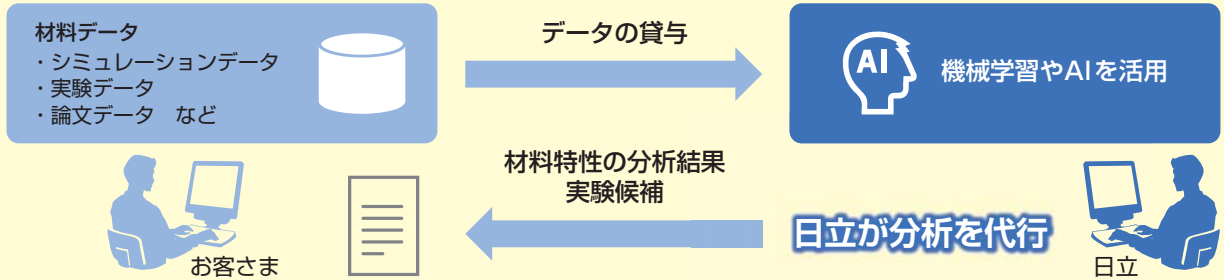 材料データ
・シミュレーションデータ
・実験データ
・論文データ　など
データの貸与
AI
機械学習やAIを活用
材料特性の分析結果
実験候補
日立が分析を代行
お客さま
日立